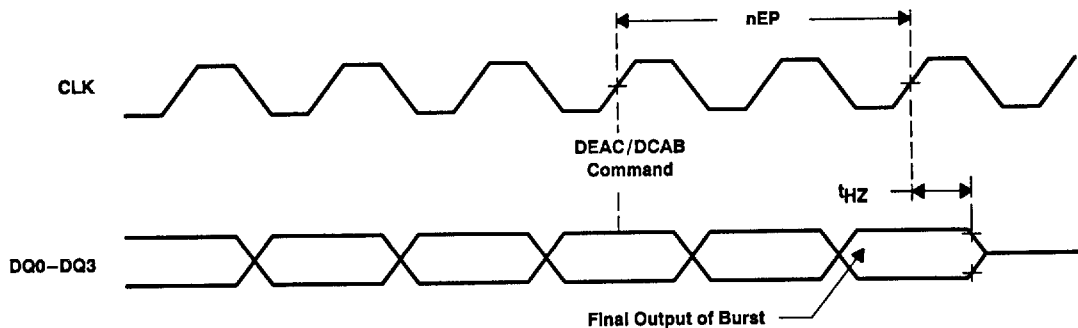 nEP
CLK
DEAC/DCAB
Command
tHZ
DQ0–DQ3
Final Output of Burst